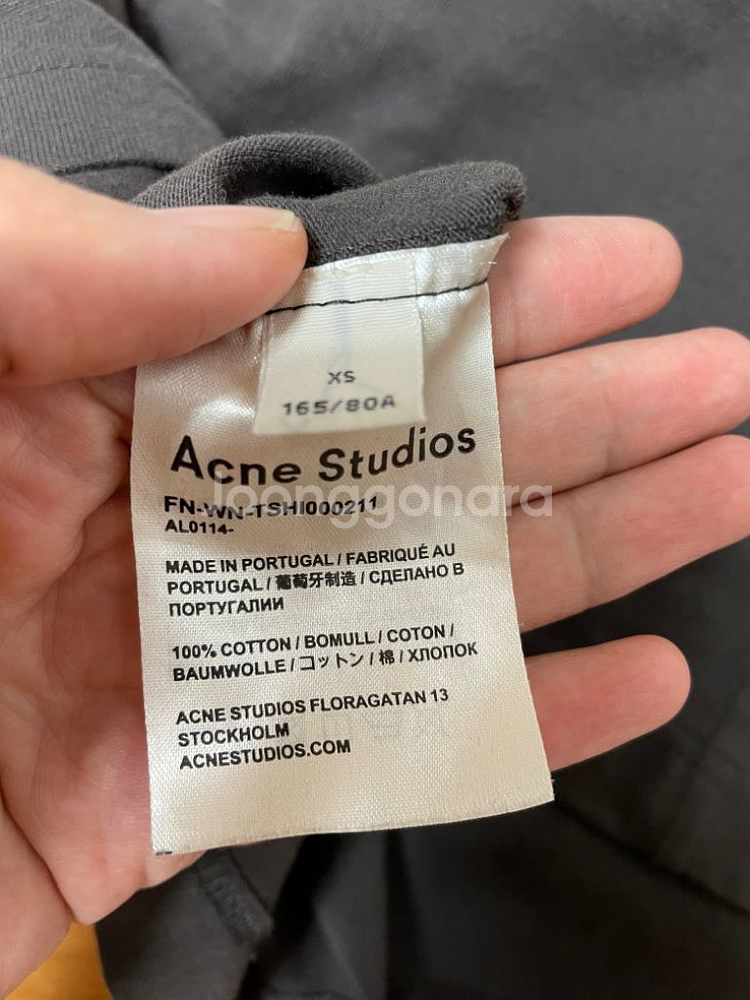 XS
165/80A
Acne Studios
Joonggonara
FN-WN-TSHI000211
AL0114-
MADE IN PORTUGAL / FABRIQUÉ AU
PORTUGAL / 葡萄牙制造 / СДЕЛАНО В
ПОРТУГАЛИИ
100% COTTON / BOMULL / COTON /
BAUMWOLLE / コットン / 棉 / ХЛОПОК
ACNE STUDIOS FLORAGATAN 13
STOCKHOLM
ACNESTUDIOS.COM